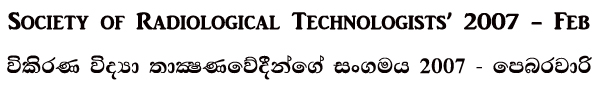 Society of Radiological Technologists' 2007 – Feb
විකිරණ විද්‍යා තාක්‍ෂණවේදීන්ගේ සංගමය 2007 - පෙබරවාරි